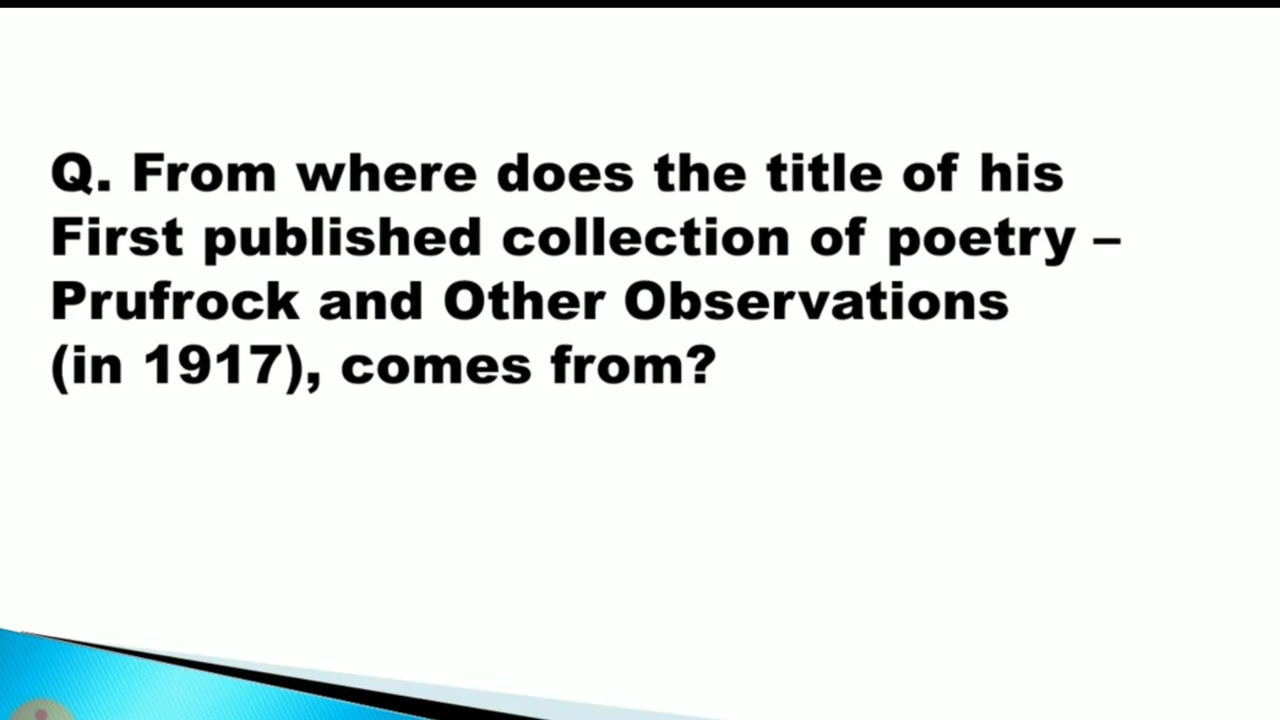 Q. From where does the title of his
First published collection of poetry –
Prufrock and Other Observations
(in 1917), comes from?